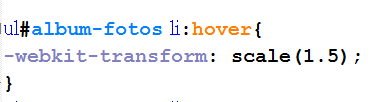 ul#album-fotos li:hover{
-webkit-transform: scale(1.5);
}